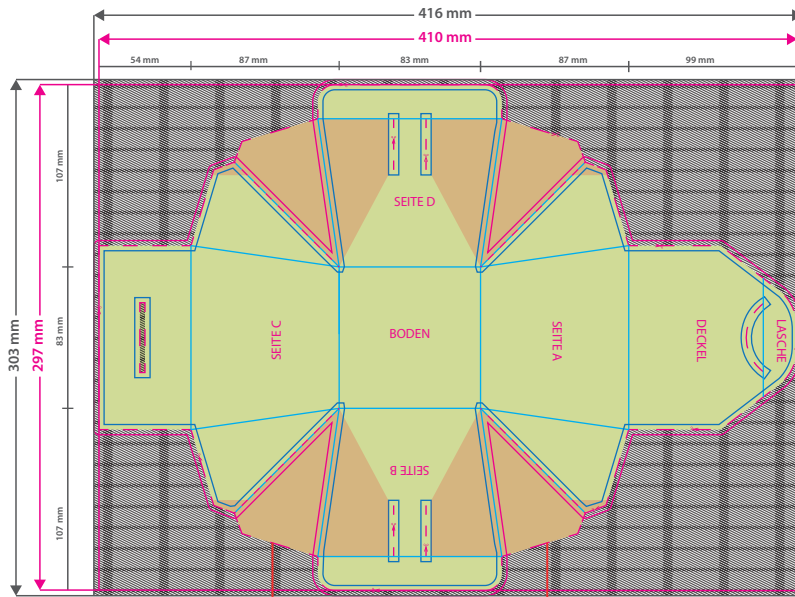 416 mm
410 mm
54 mm
87 mm
83 mm
87 mm
99 mm
303 mm
297 mm
107 mm
83 mm
107 mm
SEITE D
SEITE C
BODEN
SEITE A
DECKEL
LASCHE
SEITE B